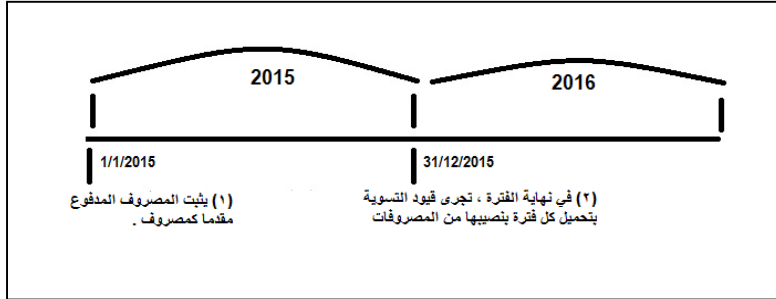 2015
2016
1/1/2015
31/12/2015
(١) يثبت المصروف المدفوع
مقدما كمصروف .
(٢) في نهاية الفترة ، تجرى قيود التسوية
بتحميل كل فترة بنصيبها من المصروفات